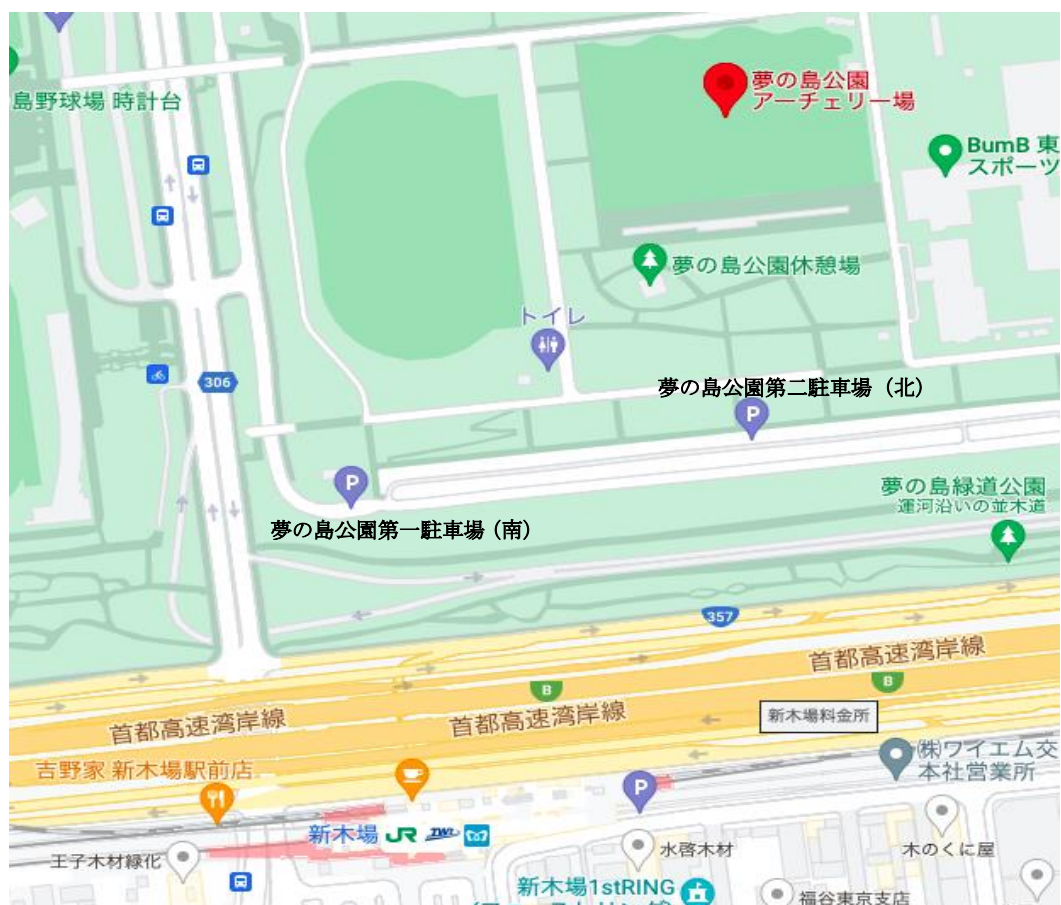 夢の島公園
アーチェリー場
島野球場 時計台
BumB 東
スポーツ
夢の島公園休憩場
トイレ
306
夢の島公園第二駐車場（北）
P
P
夢の島緑道公園
運河沿いの並木道
夢の島公園第一駐車場（南）
357
首都高速湾岸線
B
B
首都高速湾岸線
首都高速湾岸線
新木場料金所
㈱ワイエム交
本社営業所
吉野家 新木場駅前店
P
新木場 JR TWR
王子木材緑化
水啓木材
木のくに屋
新木場1stRING
福谷東京支店